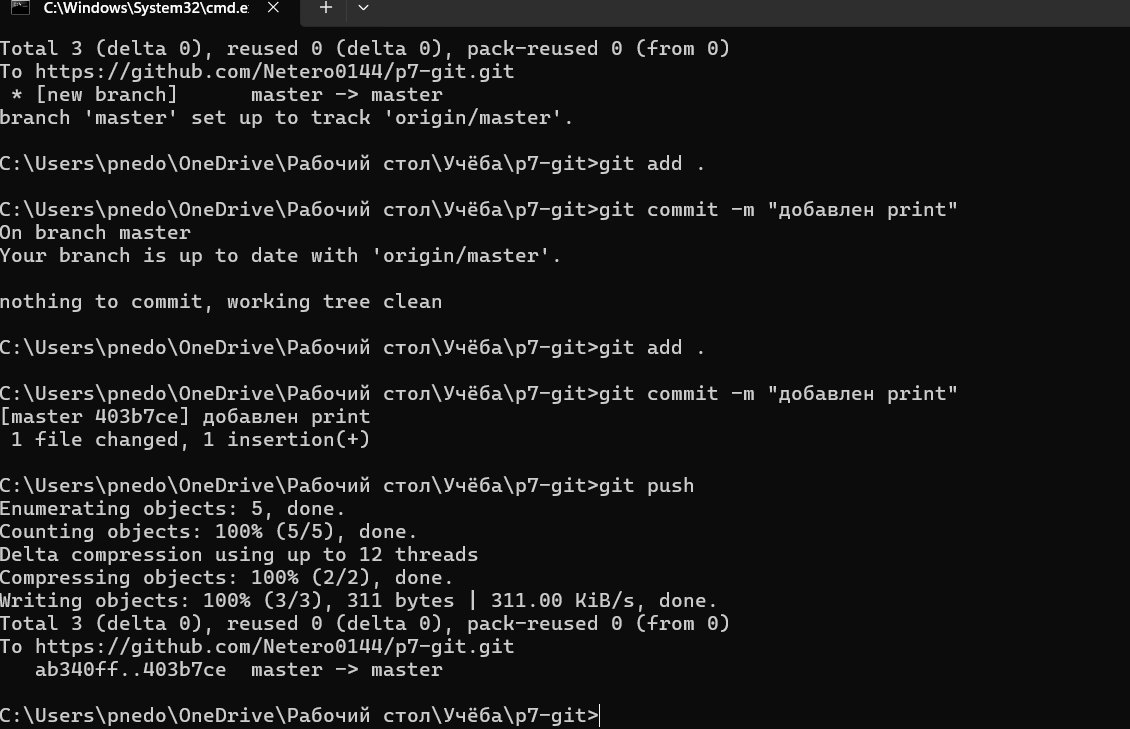 C:\Windows\System32\cmd.e
Total 3 (delta 0), reused 0 (delta 0), pack-reused 0 (from 0)
To https://github.com/Netero0144/p7-git.git
 * [new branch]      master -> master
branch 'master' set up to track 'origin/master'.
C:\Users\pnedo\OneDrive\Рабочий стол\Учёба\p7-git>git add .
C:\Users\pnedo\OneDrive\Рабочий стол\Учёба\p7-git>git commit -m "добавлен print"
On branch master
Your branch is up to date with 'origin/master'.
nothing to commit, working tree clean
C:\Users\pnedo\OneDrive\Рабочий стол\Учёба\p7-git>git add .
C:\Users\pnedo\OneDrive\Рабочий стол\Учёба\p7-git>git commit -m "добавлен print"
[master 403b7ce] добавлен print
 1 file changed, 1 insertion(+)
C:\Users\pnedo\OneDrive\Рабочий стол\Учёба\p7-git>git push
Enumerating objects: 5, done.
Counting objects: 100% (5/5), done.
Delta compression using up to 12 threads
Compressing objects: 100% (2/2), done.
Writing objects: 100% (3/3), 311 bytes | 311.00 KiB/s, done.
Total 3 (delta 0), reused 0 (delta 0), pack-reused 0 (from 0)
To https://github.com/Netero0144/p7-git.git
   ab340ff..403b7ce  master -> master
C:\Users\pnedo\OneDrive\Рабочий стол\Учёба\p7-git>